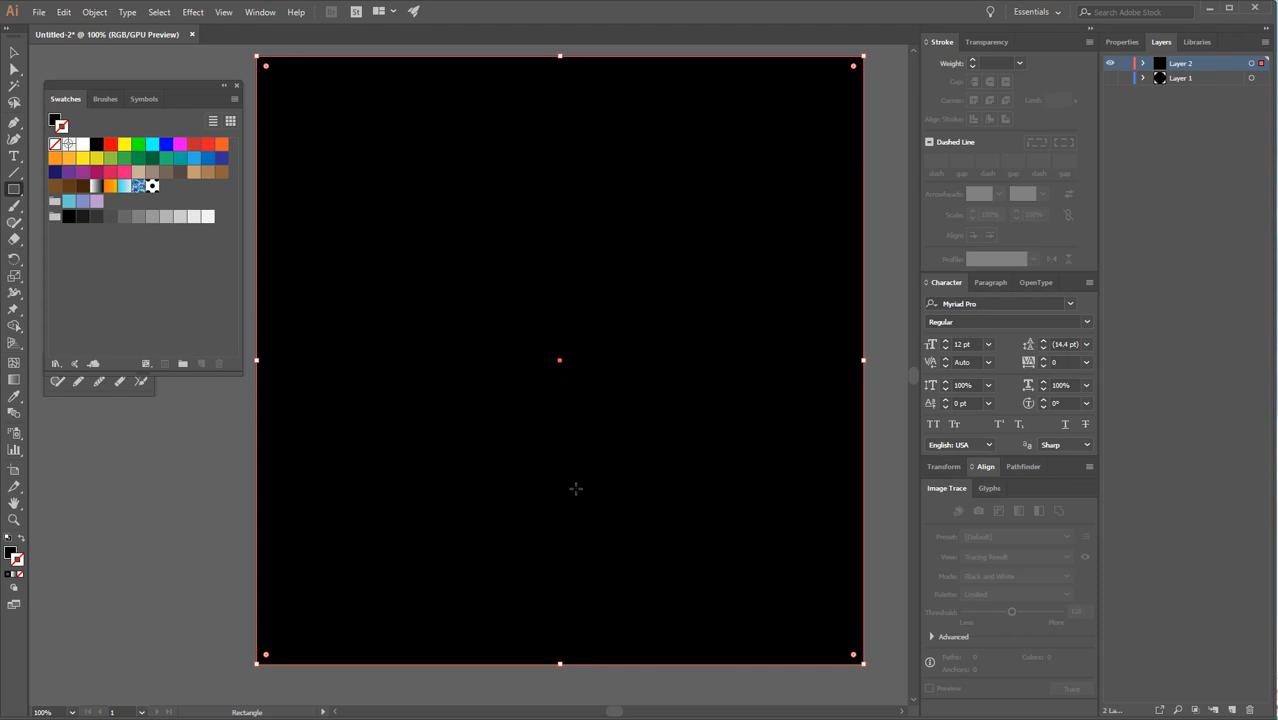 Ai File Edit Object Type Select Effect View Window Help Br St Essentials Search Adobe Stock
Untitled-2* @ 100% (RGB/GPU Preview)
Swatches Brushes Symbols
Stroke Transparency
Weight:
Cap:
Corner: Limit: x
Align Stroke:
Dashed Line
dash gap dash gap dash gap
Arrowheads:
Scale: 100% 100%
Align:
Profile:
Character Paragraph OpenType
Myriad Pro
Regular
12 pt (14.4 pt)
Auto 0
100% 100%
0 pt 0°
TT Tr T¹ T₁ T T
English: USA aa Sharp
Transform Align Pathfinder
Image Trace Glyphs
Preset: [Default]
View: Tracing Result
Mode: Black and White
Palette: Limited
Threshold:
Less More
Advanced
Paths: 0 Colors: 0
Anchors: 0
Preview Trace
Properties Layers Libraries
Layer 2
Layer 1
2 La...
100% 1 Rectangle